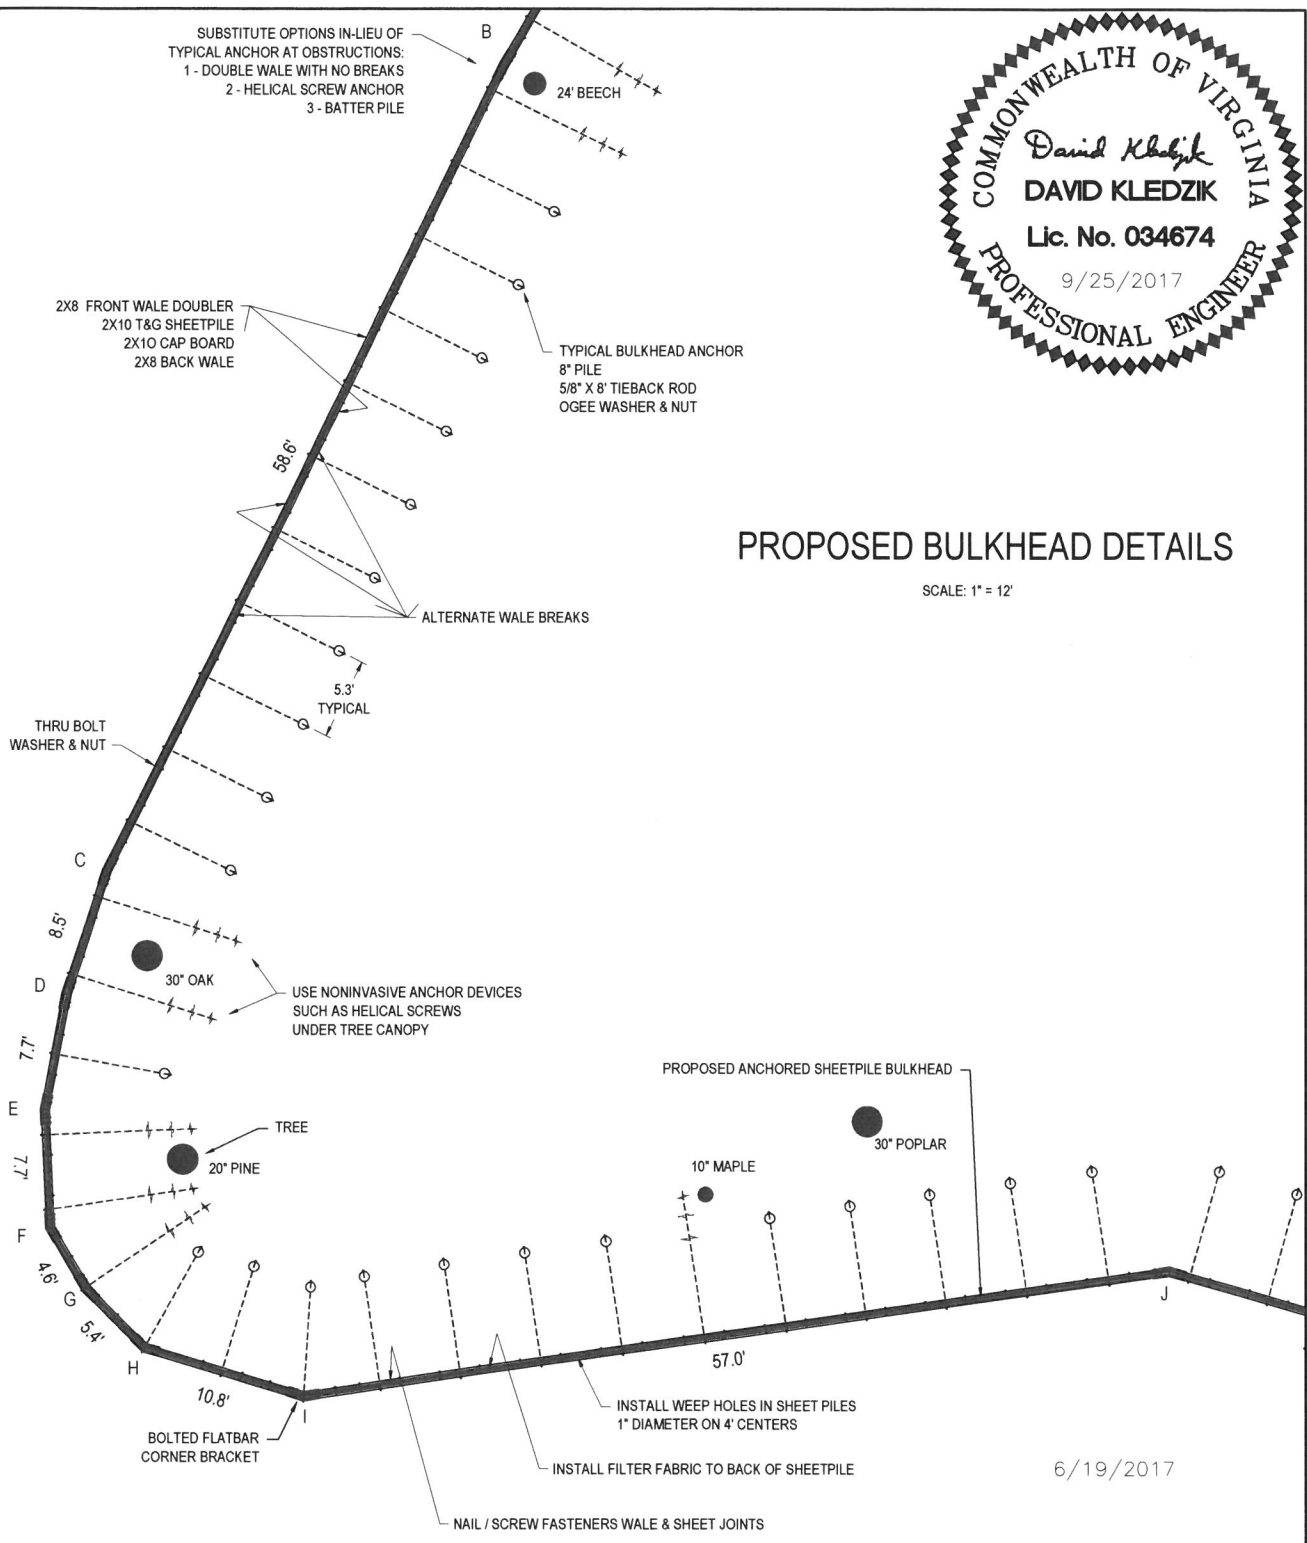 SUBSTITUTE OPTIONS IN-LIEU OF
TYPICAL ANCHOR AT OBSTRUCTIONS:
1 - DOUBLE WALE WITH NO BREAKS
2 - HELICAL SCREW ANCHOR
3 - BATTER PILE
B
24' BEECH
COMMONWEALTH OF VIRGINIA
David Kledzik
DAVID KLEDZIK
Lic. No. 034674
9/25/2017
PROFESSIONAL ENGINEER
2X8 FRONT WALE DOUBLER
2X10 T&G SHEETPILE
2X1O CAP BOARD
2X8 BACK WALE
TYPICAL BULKHEAD ANCHOR
8" PILE
5/8" X 8' TIEBACK ROD
OGEE WASHER & NUT
58.6'
PROPOSED BULKHEAD DETAILS
SCALE: 1" = 12'
ALTERNATE WALE BREAKS
5.3'
TYPICAL
THRU BOLT
WASHER & NUT
C
8.5'
30" OAK
D
USE NONINVASIVE ANCHOR DEVICES
SUCH AS HELICAL SCREWS
UNDER TREE CANOPY
7.7'
PROPOSED ANCHORED SHEETPILE BULKHEAD
E
TREE
30" POPLAR
7.7'
20" PINE
10" MAPLE
F
4.6'
G
J
5.4'
H
57.0'
10.8'
I
INSTALL WEEP HOLES IN SHEET PILES
1" DIAMETER ON 4' CENTERS
BOLTED FLATBAR
CORNER BRACKET
INSTALL FILTER FABRIC TO BACK OF SHEETPILE
6/19/2017
NAIL / SCREW FASTENERS WALE & SHEET JOINTS